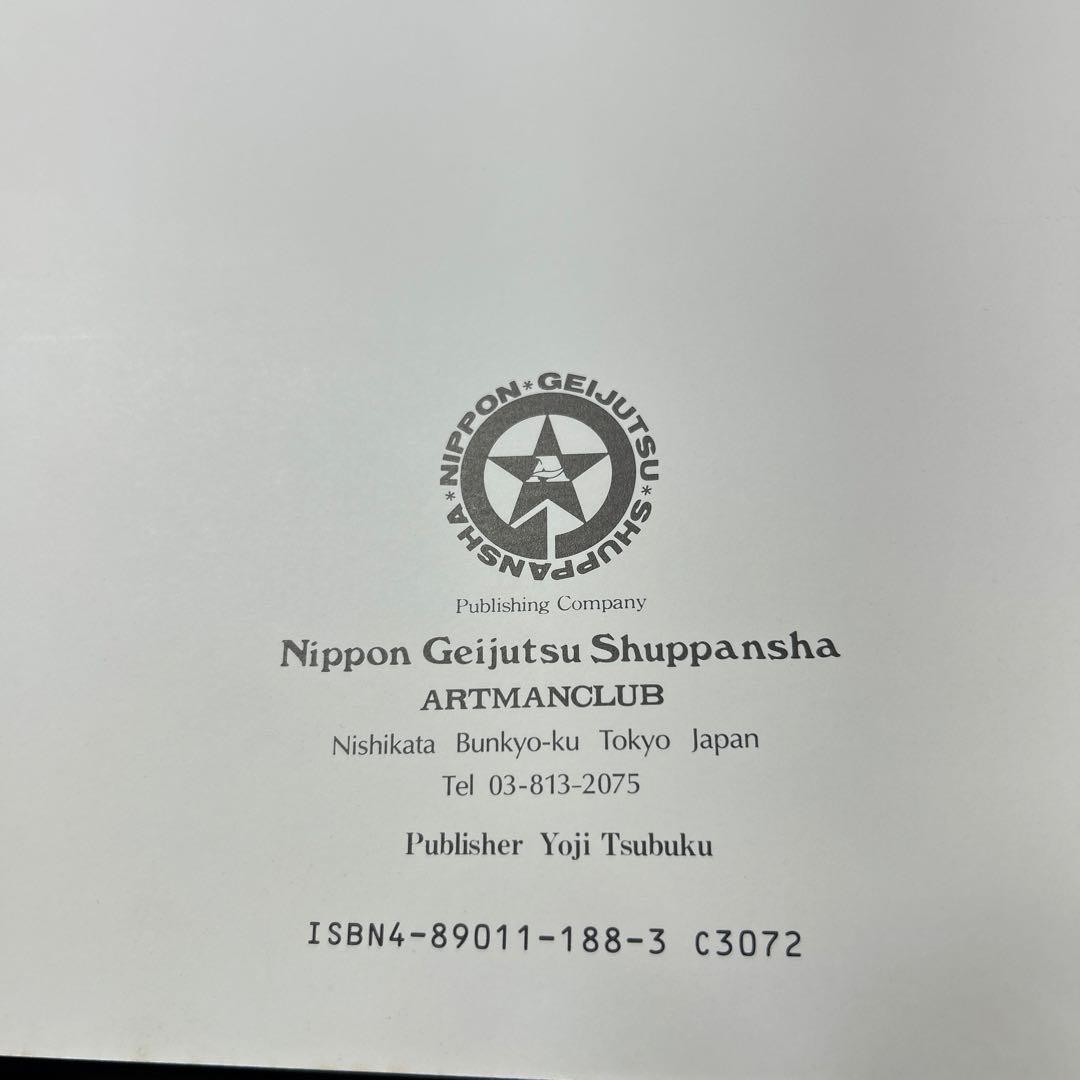 NIPPON*GEIJUTSU*SHUPPANSHA*
Publishing Company
Nippon Geijutsu Shuppansha
ARTMANCLUB
Nishikata Bunkyo-ku Tokyo Japan
Tel 03-813-2075
Publisher Yoji Tsubuku
ISBN4-89011-188-3 C3072